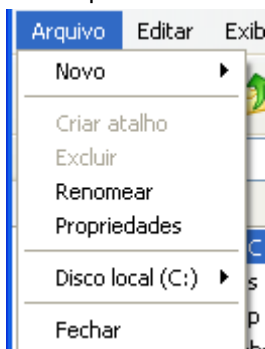 Arquivo Editar Exib
Novo
Criar atalho
Excluir
Renomear
Propriedades
Disco local (C:)
Fechar